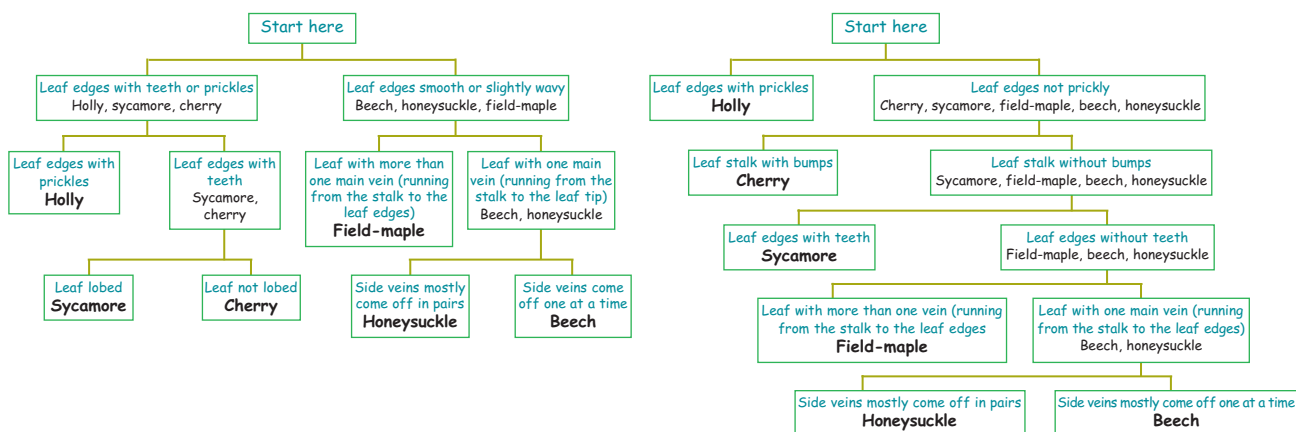 Start here
Leaf edges with teeth or prickles
Holly, sycamore, cherry
Leaf edges smooth or slightly wavy
Beech, honeysuckle, field-maple
Leaf edges with
prickles
Holly
Leaf edges with
teeth
Sycamore,
cherry
Leaf with more than
one main vein (running
from the stalk to the
leaf edges)
Field-maple
Leaf with one main
vein (running from the
stalk to the leaf tip)
Beech, honeysuckle
Leaf lobed
Sycamore
Leaf not lobed
Cherry
Side veins mostly
come off in pairs
Honeysuckle
Side veins come
off one at a time
Beech
Start here
Leaf edges with prickles
Holly
Leaf edges not prickly
Cherry, sycamore, field-maple, beech, honeysuckle
Leaf stalk with bumps
Cherry
Leaf stalk without bumps
Sycamore, field-maple, beech, honeysuckle
Leaf edges with teeth
Sycamore
Leaf edges without teeth
Field-maple, beech, honeysuckle
Leaf with more than one vein (running
from the stalk to the leaf edges
Field-maple
Leaf with one main vein (running
from the stalk to the leaf edges)
Beech, honeysuckle
Side veins mostly come off in pairs
Honeysuckle
Side veins mostly come off one at a time
Beech